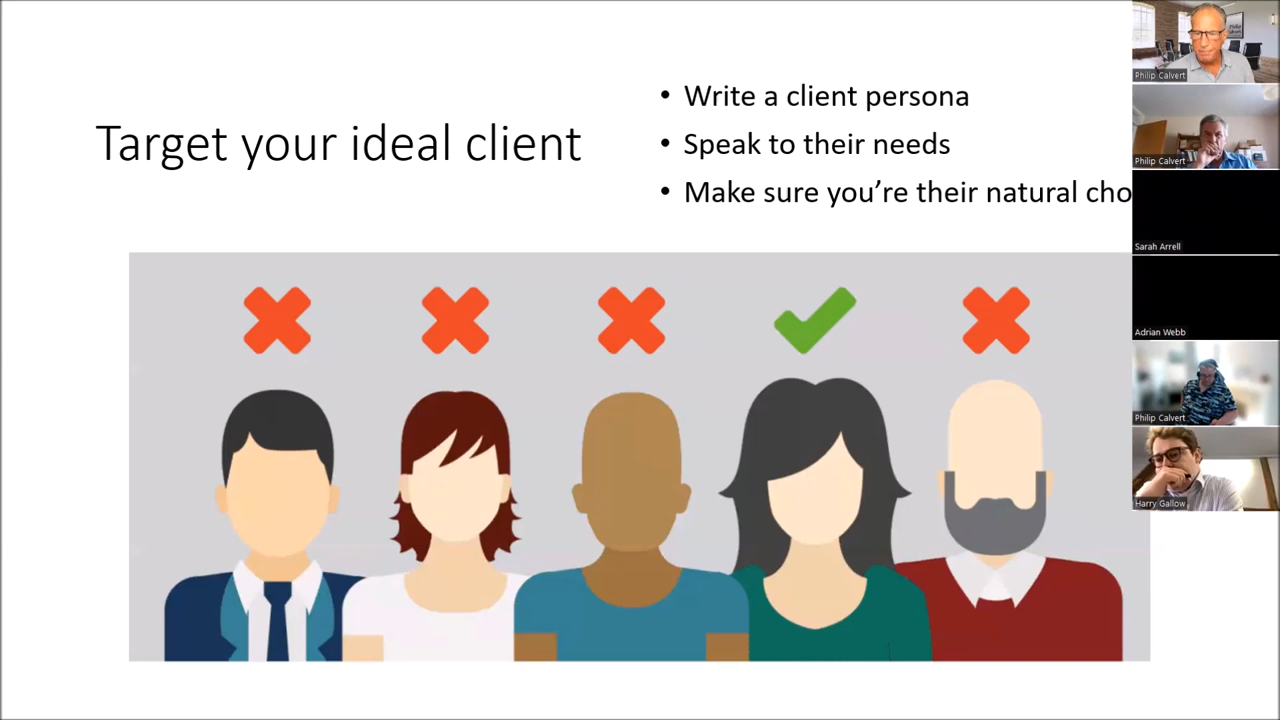 Target your ideal client
• Write a client persona
• Speak to their needs
• Make sure you’re their natural cho
Philip Calvert
Philip Calvert
Sarah Arrell
Adrian Webb
Philip Calvert
Harry Gallow